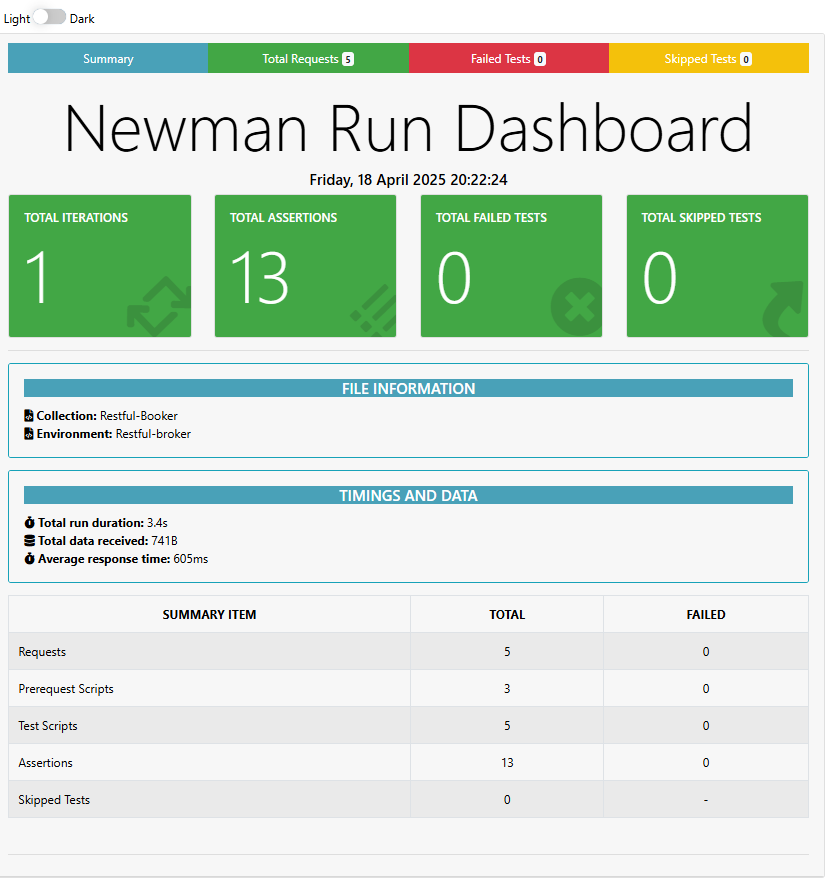 Light Dark
Summary Total Requests 5 Failed Tests 0 Skipped Tests 0
Newman Run Dashboard
Friday, 18 April 2025 20:22:24
TOTAL ITERATIONS TOTAL ASSERTIONS TOTAL FAILED TESTS TOTAL SKIPPED TESTS
1 13 0 0
FILE INFORMATION
Collection: Restful-Booker
Environment: Restful-broker
TIMINGS AND DATA
Total run duration: 3.4s
Total data received: 741B
Average response time: 605ms
SUMMARY ITEM TOTAL FAILED
Requests 5 0
Prerequest Scripts 3 0
Test Scripts 5 0
Assertions 13 0
Skipped Tests 0 -